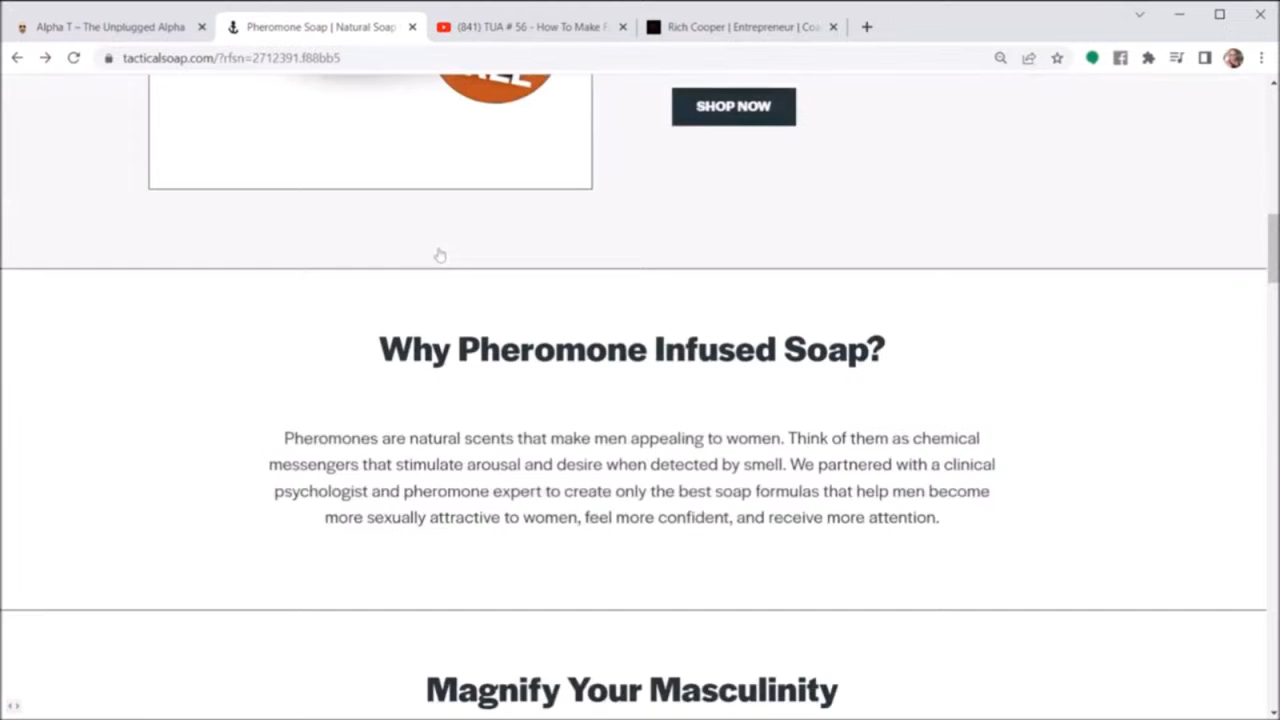 Alpha T – The Unplugged Alpha
Pheromone Soap | Natural Soap
(841) TUA # 56 - How To Make F
Rich Cooper | Entrepreneur | Coa
tacticalsoap.com/?rfsn=2712391.f88bb5
SHOP NOW
Why Pheromone Infused Soap?
Pheromones are natural scents that make men appealing to women. Think of them as chemical
messengers that stimulate arousal and desire when detected by smell. We partnered with a clinical
psychologist and pheromone expert to create only the best soap formulas that help men become
more sexually attractive to women, feel more confident, and receive more attention.
Magnify Your Masculinity